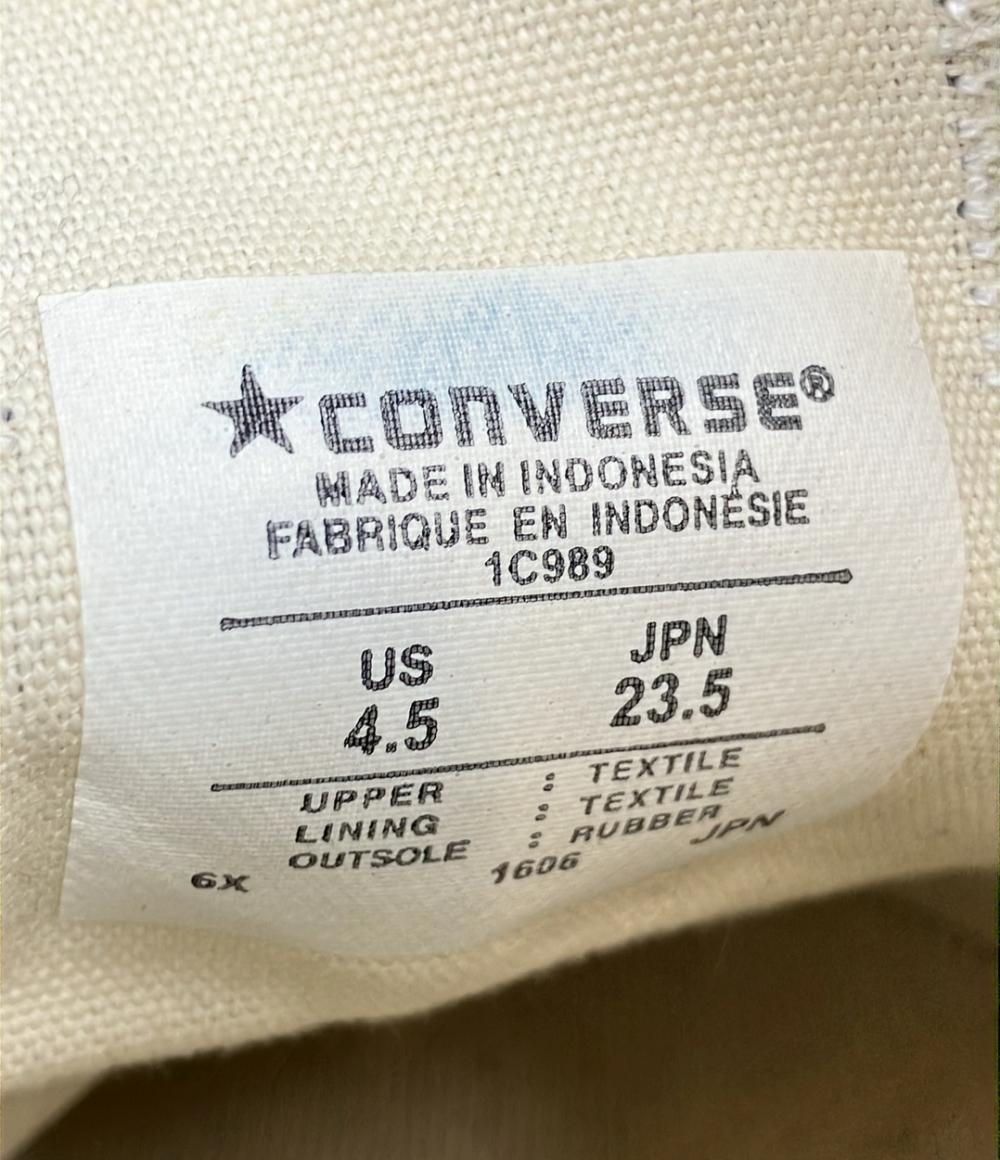 ★CONVERSE®
MADE IN INDONESIA
FABRIQUE EN INDONÉSIE
1C989
US JPN
4.5 23.5
UPPER : TEXTILE
LINING : TEXTILE
OUTSOLE : RUBBER
6X 1606 JPN